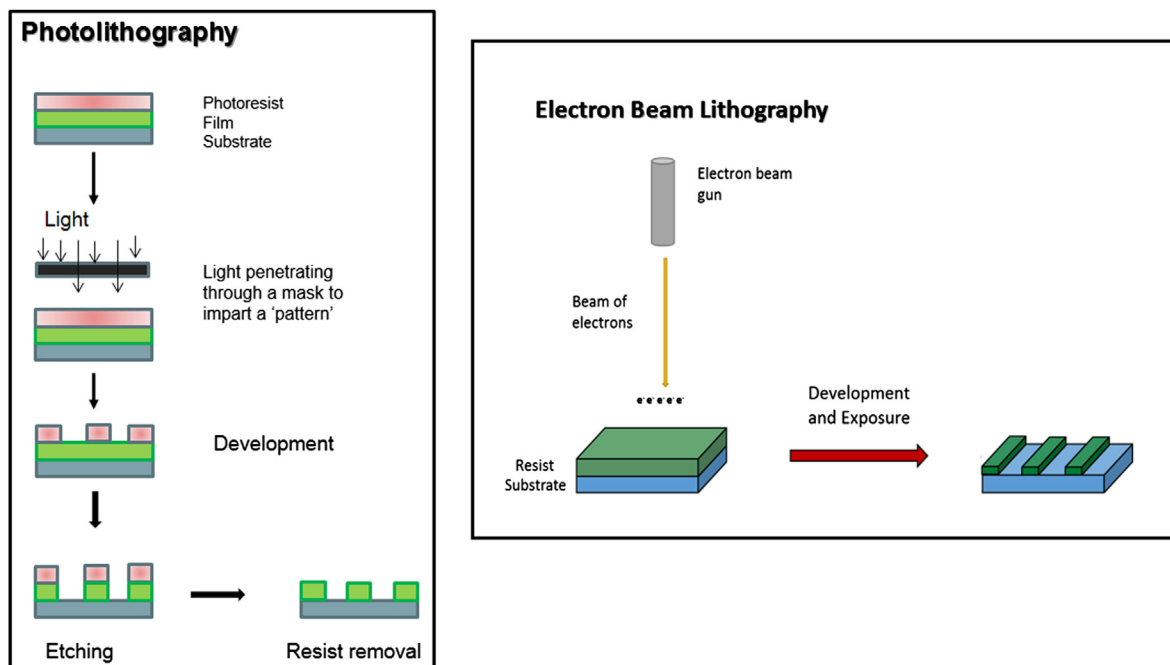 Photolithography
Photoresist
Film
Substrate
Light
Light penetrating
through a mask to
impart a ‘pattern’
Development
Etching
Resist removal
Electron Beam Lithography
Electron beam
gun
Beam of
electrons
e⁻ e⁻ e⁻ e⁻ e⁻
Development
and Exposure
Resist
Substrate